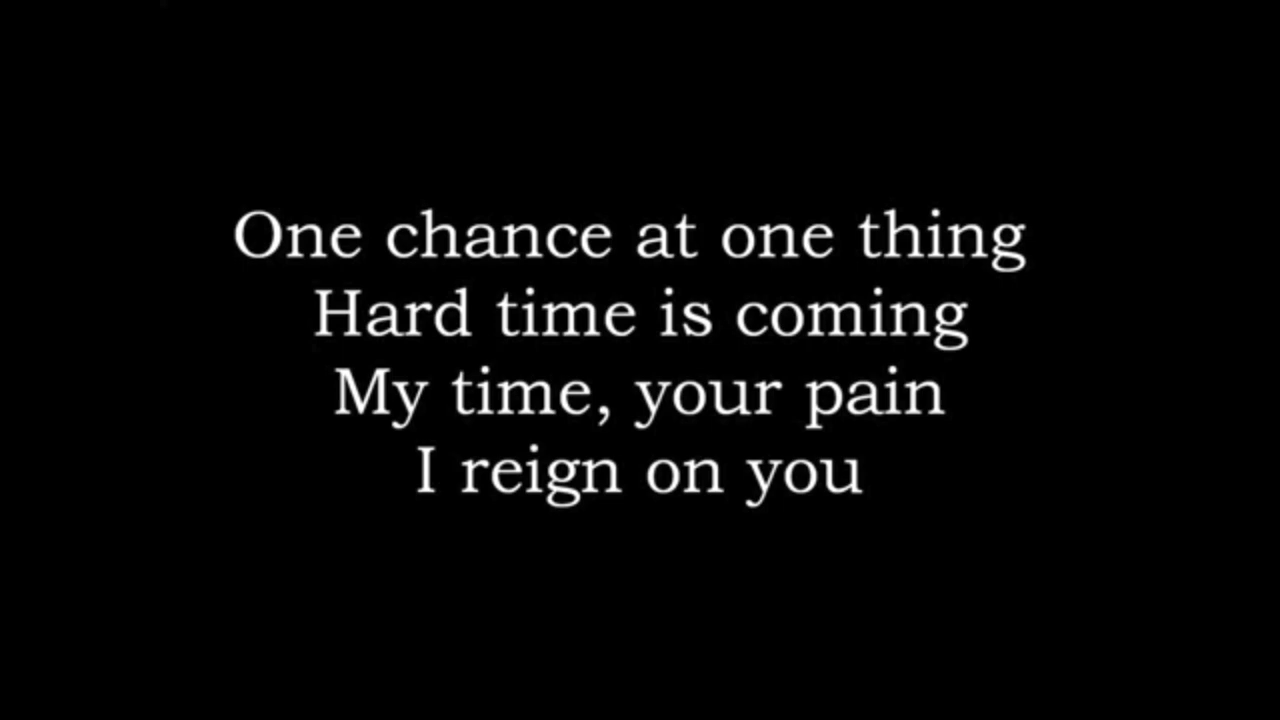 One chance at one thing
Hard time is coming
My time, your pain
I reign on you